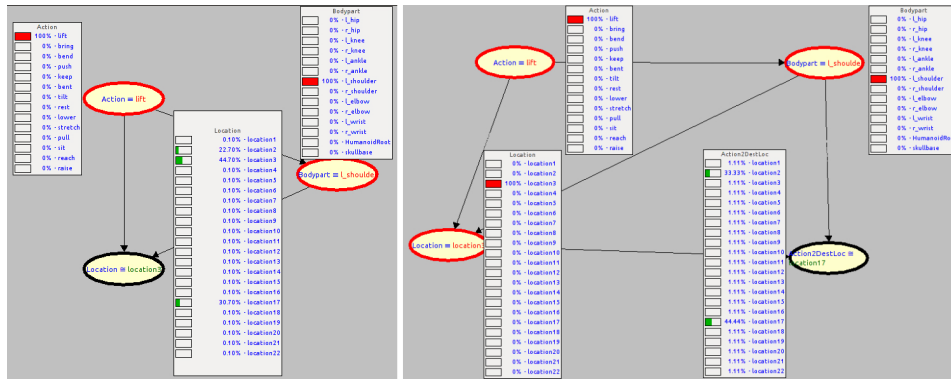 Action
100% - lift
0% - bring
0% - bend
0% - push
0% - keep
0% - bent
0% - tilt
0% - rest
0% - lower
0% - stretch
0% - pull
0% - sit
0% - reach
0% - raise
Action = lift
Location
0.10% - location1
22.70% - location2
44.70% - location3
0.10% - location4
0.10% - location5
0.10% - location6
0.10% - location7
0.10% - location8
0.10% - location9
0.10% - location10
0.10% - location11
0.10% - location12
0.10% - location13
0.10% - location14
0.10% - location15
0.10% - location16
30.70% - location17
0.10% - location18
0.10% - location19
0.10% - location20
0.10% - location21
0.10% - location22
Bodypart
0% - l_hip
0% - r_hip
0% - l_knee
0% - r_knee
0% - l_ankle
0% - r_ankle
100% - l_shoulder
0% - r_shoulder
0% - l_elbow
0% - r_elbow
0% - l_wrist
0% - r_wrist
0% - HumanoidRoot
0% - skullbase
Bodypart = l_shoulde
Location ≅ location3
Action = lift
Action
100% - lift
0% - bring
0% - bend
0% - push
0% - keep
0% - bent
0% - tilt
0% - rest
0% - lower
0% - stretch
0% - pull
0% - sit
0% - reach
0% - raise
Bodypart = l_shoulde
Bodypart
0% - l_hip
0% - r_hip
0% - l_knee
0% - r_knee
0% - l_ankle
0% - r_ankle
100% - l_shoulder
0% - r_shoulder
0% - l_elbow
0% - r_elbow
0% - l_wrist
0% - r_wrist
0% - HumanoidRoot
0% - skullbase
Location = location3
Location
0% - location1
0% - location2
100% - location3
0% - location4
0% - location5
0% - location6
0% - location7
0% - location8
0% - location9
0% - location10
0% - location11
0% - location12
0% - location13
0% - location14
0% - location15
0% - location16
0% - location17
0% - location18
0% - location19
0% - location20
0% - location21
0% - location22
Action2DestLoc
1.11% - location1
33.33% - location2
1.11% - location3
1.11% - location4
1.11% - location5
1.11% - location6
1.11% - location7
1.11% - location8
1.11% - location9
1.11% - location10
1.11% - location11
1.11% - location12
1.11% - location13
1.11% - location14
1.11% - location15
1.11% - location16
44.44% - location17
1.11% - location18
1.11% - location19
1.11% - location20
1.11% - location21
1.11% - location22
Action2DestLoc ≅
location17